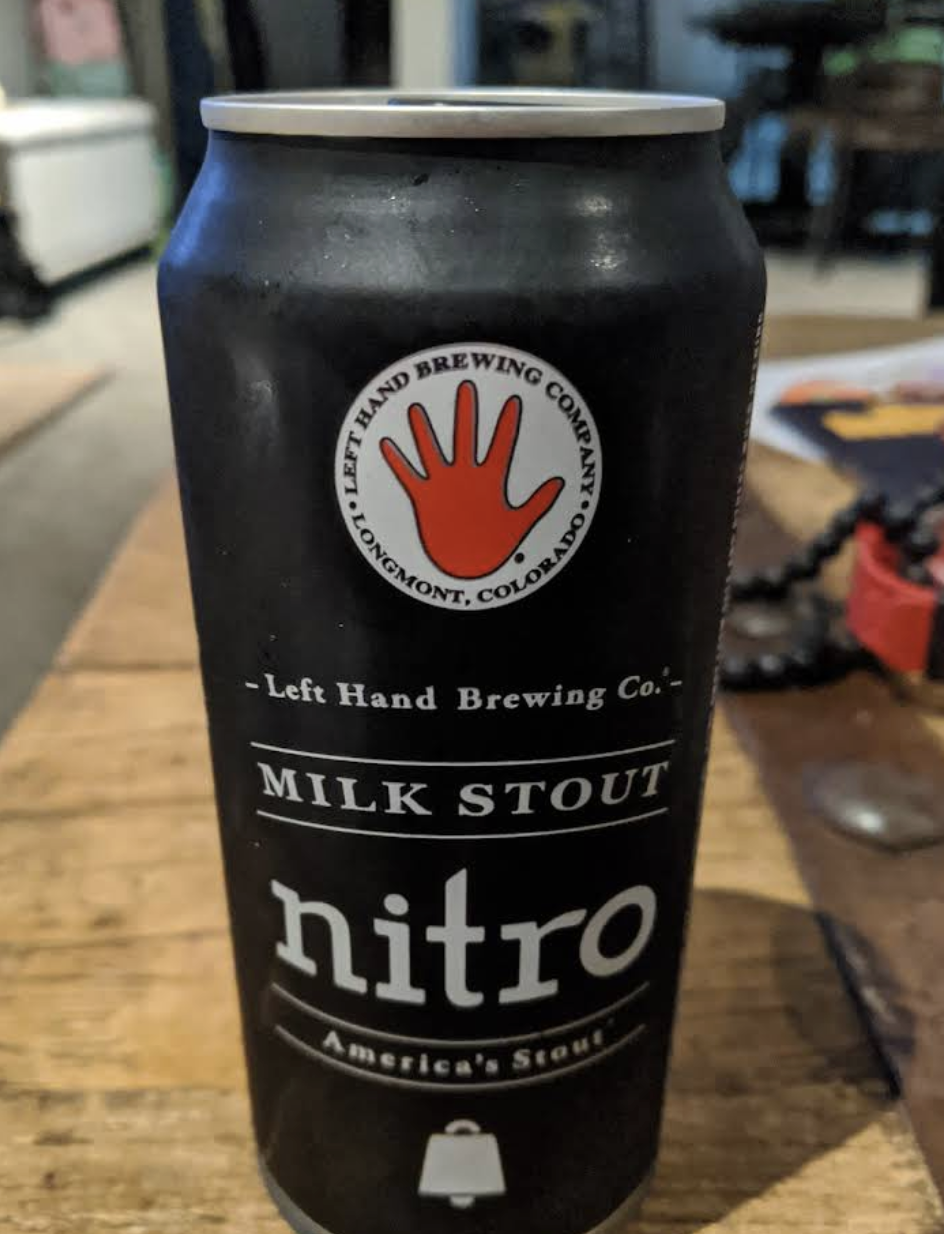 • LEFT HAND BREWING COMPANY •
LONGMONT, COLORADO
- Left Hand Brewing Co.® -
MILK STOUT
nitro
America's Stout